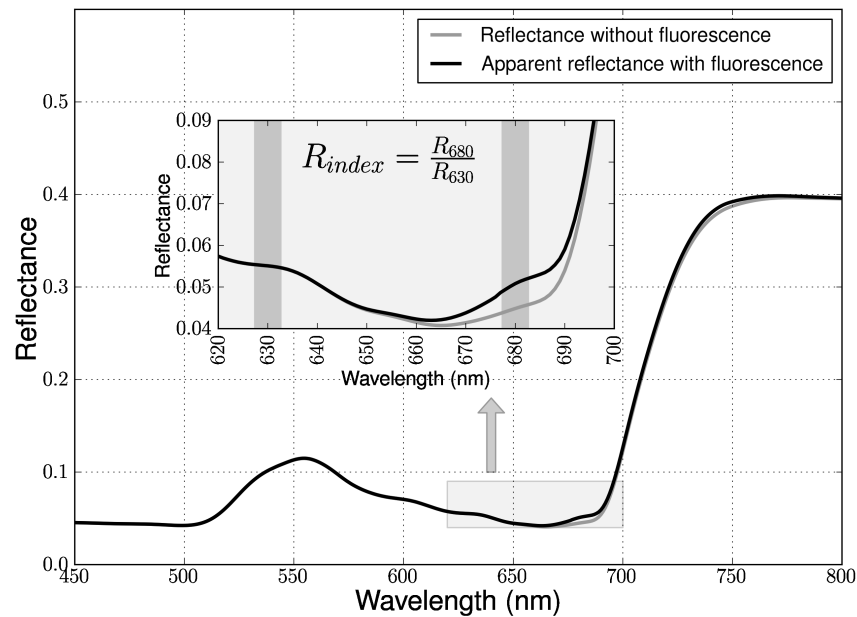 Reflectance without fluorescence
Apparent reflectance with fluorescence
0.5
0.4
0.3
0.2
0.1
0.0
Reflectance
450 500 550 600 650 700 750 800
Wavelength (nm)
0.09
0.08
0.07
0.06
0.05
0.04
Reflectance
R_{index} = \frac{R_{680}}{R_{630}}
620 630 640 650 660 670 680 690 700
Wavelength (nm)